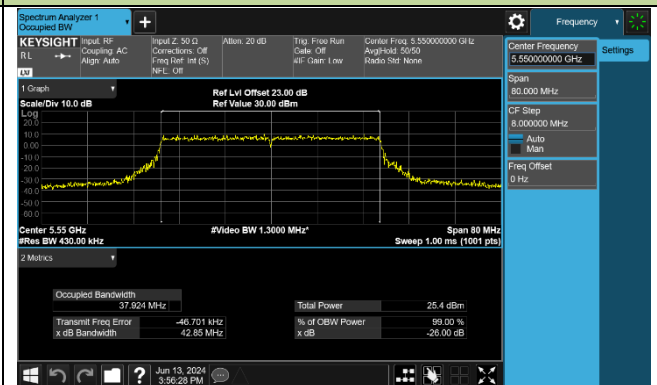 Spectrum Analyzer 1
Occupied BW
+
Frequency
KEYSIGHT
RL
LXI
Input: RF
Coupling: AC
Align: Auto
Input Z: 50 Ω
Corrections: Off
Freq Ref: Int (S)
NFE: Off
Atten: 20 dB
Trig: Free Run
Gate: Off
#IF Gain: Low
Center Freq: 5.550000000 GHz
Avg|Hold: 50/50
Radio Std: None
Center Frequency
5.550000000 GHz
Settings
Span
80.000 MHz
CF Step
8.000000 MHz
Auto
Man
Freq Offset
0 Hz
1 Graph
Scale/Div 10.0 dB
Ref Lvl Offset 23.00 dB
Ref Value 30.00 dBm
Log
20.0
10.0
0.00
-10.0
-20.0
-30.0
-40.0
-50.0
-60.0
Center 5.55 GHz
#Video BW 1.3000 MHz*
Span 80 MHz
#Res BW 430.00 kHz
Sweep 1.00 ms (1001 pts)
2 Metrics
Occupied Bandwidth
37.924 MHz
Total Power 25.4 dBm
Transmit Freq Error -46.701 kHz
% of OBW Power 99.00 %
x dB Bandwidth 42.85 MHz
x dB -26.00 dB
?
Jun 13, 2024
3:56:28 PM